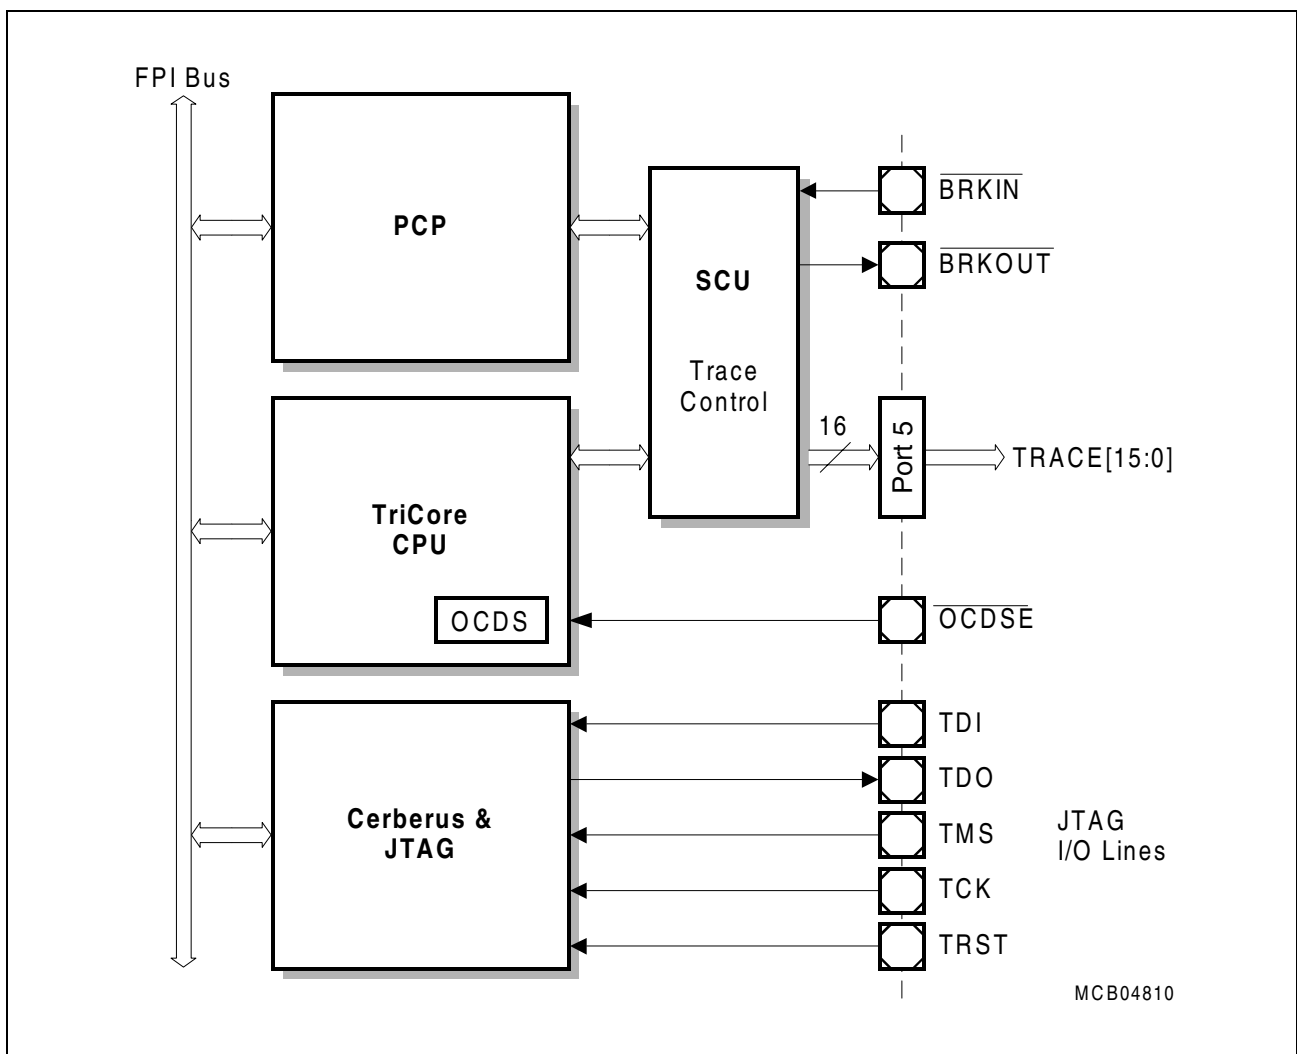 FPI Bus
PCP
SCU
Trace
Control
BRKIN
BRKOUT
16
Port 5
TRACE[15:0]
TriCore
CPU
OCDS
OCDSE
Cerberus &
JTAG
TDI
TDO
TMS
TCK
TRST
JTAG
I/O Lines
MCB04810